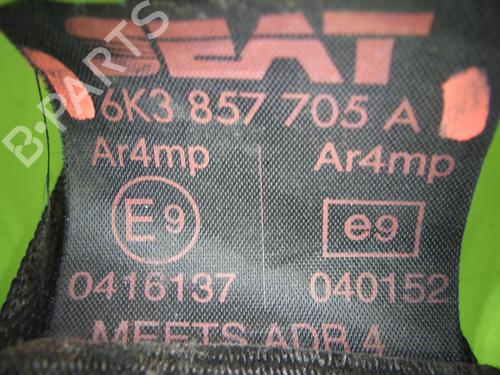 SEAT
6K3 857 705 A
Ar4mp Ar4mp
E9 e9
0416137 040152
MEETS ADR 4
B-PARTS